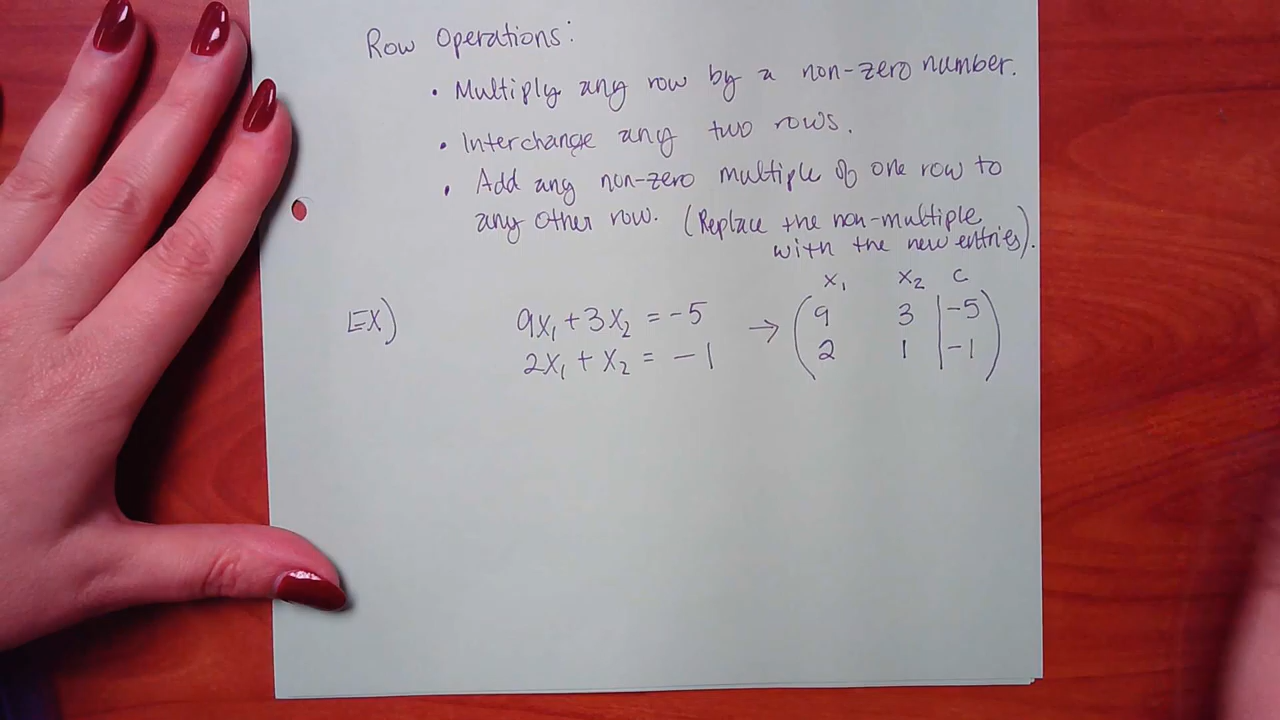 Row Operations:
• Multiply any row by a non-zero number.
• Interchange any two rows.
• Add any non-zero multiple of one row to
any other row. (Replace the non-multiple
with the new entries).
x₁ x₂ c
EX) 9x₁ + 3x₂ = -5 → ( 9 3 | -5 )
2x₁ + x₂ = -1 ( 2 1 | -1 )